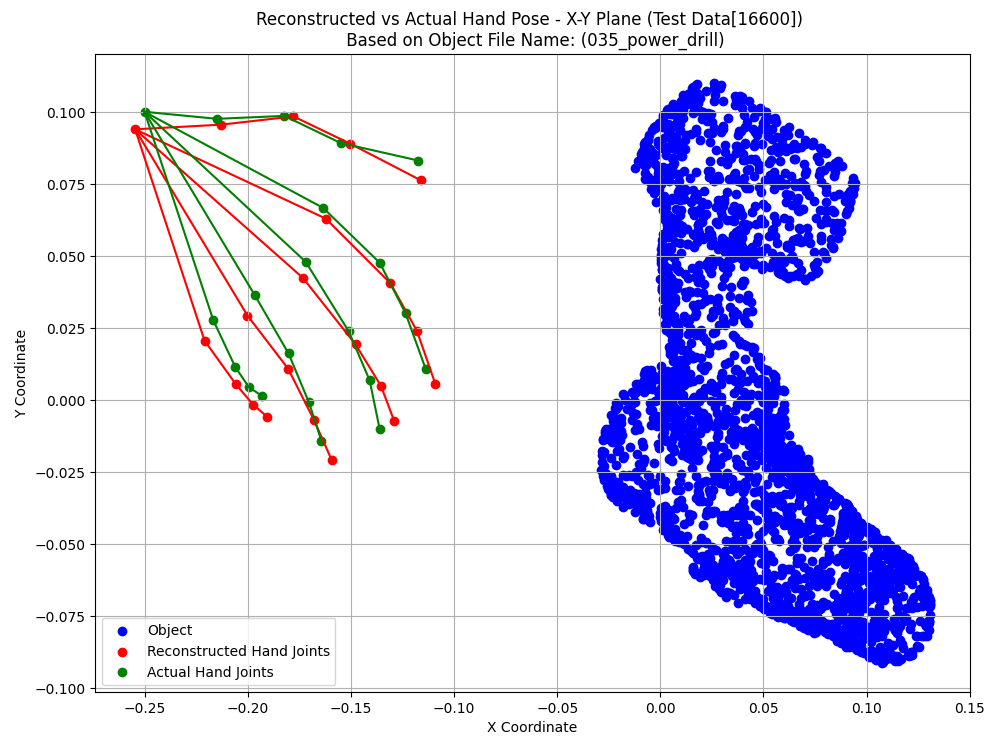 Reconstructed vs Actual Hand Pose - X-Y Plane (Test Data[16600])
Based on Object File Name: (035_power_drill)
Y Coordinate
0.100
0.075
0.050
0.025
0.000
−0.025
−0.050
−0.075
−0.100
Object
Reconstructed Hand Joints
Actual Hand Joints
−0.25 −0.20 −0.15 −0.10 −0.05 0.00 0.05 0.10 0.15
X Coordinate